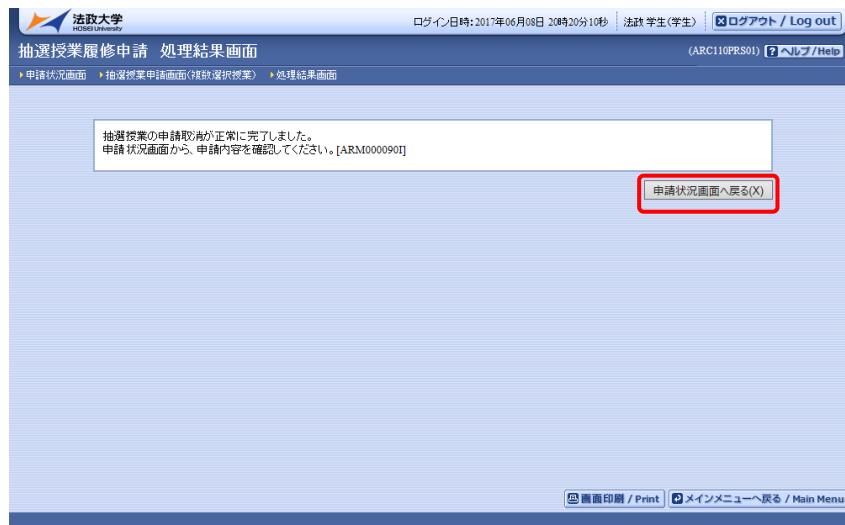 法政大学
HOSEI University
ログイン日時:2017年06月08日 20時20分10秒
法政 学生(学生)
ログアウト / Log out
抽選授業履修申請 処理結果画面
(ARC110PRS01)
ヘルプ/Help
申請状況画面
抽選授業申請画面(複数選択授業)
処理結果画面
抽選授業の申請取消が正常に完了しました。
申請状況画面から、申請内容を確認してください。[ARM000090I]
申請状況画面へ戻る(X)
画面印刷 / Print
メインメニューへ戻る / Main Menu